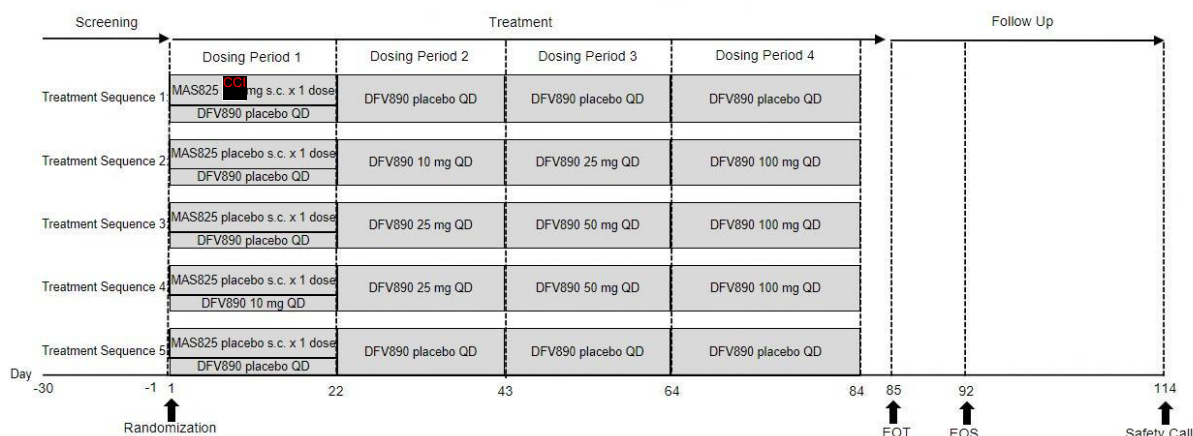 Screening Treatment Follow Up
Dosing Period 1 Dosing Period 2 Dosing Period 3 Dosing Period 4
Treatment Sequence 1:
MAS825 CCI mg s.c. x 1 dose
DFV890 placebo QD
DFV890 placebo QD
DFV890 placebo QD
DFV890 placebo QD
Treatment Sequence 2:
MAS825 placebo s.c. x 1 dose
DFV890 placebo QD
DFV890 10 mg QD
DFV890 25 mg QD
DFV890 100 mg QD
Treatment Sequence 3:
MAS825 placebo s.c. x 1 dose
DFV890 placebo QD
DFV890 25 mg QD
DFV890 50 mg QD
DFV890 100 mg QD
Treatment Sequence 4:
MAS825 placebo s.c. x 1 dose
DFV890 10 mg QD
DFV890 25 mg QD
DFV890 50 mg QD
DFV890 100 mg QD
Treatment Sequence 5:
MAS825 placebo s.c. x 1 dose
DFV890 placebo QD
DFV890 placebo QD
DFV890 placebo QD
DFV890 placebo QD
Day
-30 -1 1 22 43 64 84 85 92 114
Randomization EOT EOS Safety Call